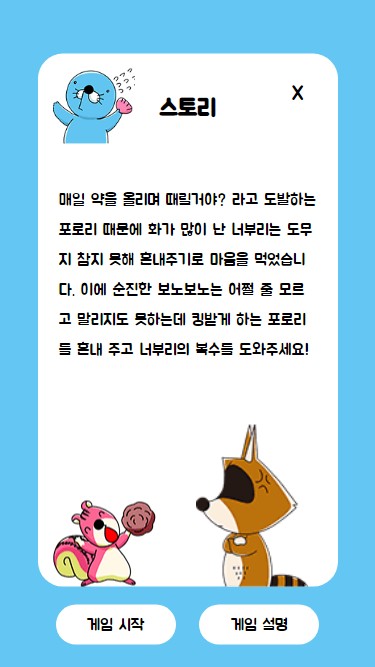 스토리
X
매일 약을 올리며 때릴거야? 라고 도발하는
포로리 때문에 화가 많이 난 너부리는 도무
지 참지 못해 혼내주기로 마음을 먹었습니
다. 이에 순진한 보노보노는 어쩔 줄 모르
고 말리지도 못하는데 킹받게 하는 포로리
를 혼내 주고 너부리의 복수를 도와주세요!
게임 시작
게임 설명